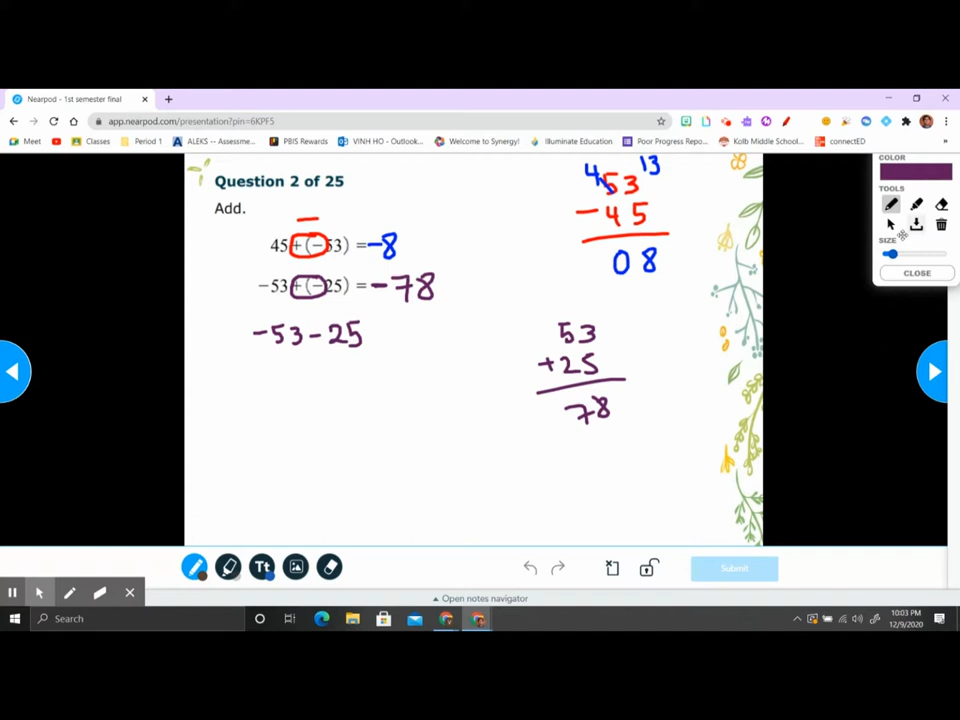 Nearpod - 1st semester final
app.nearpod.com/presentation?pin=6KPF5
Meet
Classes
Period 1
ALEKS -- Assessme...
PBIS Rewards
VINH HO - Outlook...
Welcome to Synergy!
Illuminate Education
Poor Progress Repo...
Kolb Middle School...
connectED
»
Question 2 of 25
Add.
45+(−53) = -8
−53+(−25) = -78
-53-25
4 13
53
- 45
08
53
+25
78
COLOR
TOOLS
SIZE
CLOSE
Tt
Submit
▲ Open notes navigator
Search
10:03 PM
12/9/2020